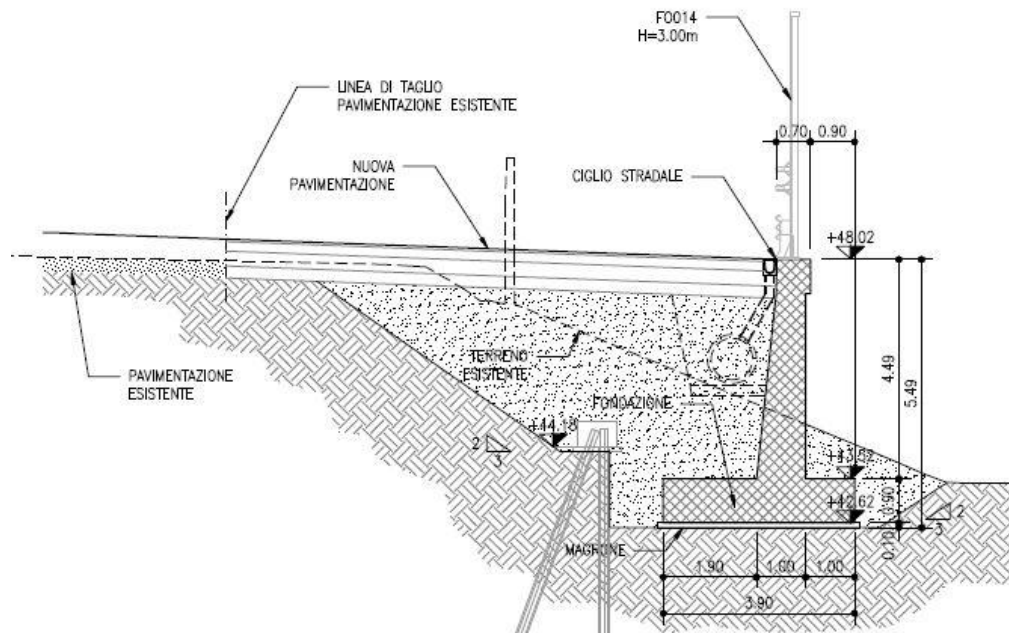 F0014
H=3.00m
LINEA DI TAGLIO
PAVIMENTAZIONE ESISTENTE
0.70 0.90
NUOVA
PAVIMENTAZIONE
CIGLIO STRADALE
+48.02
TERRENO
ESISTENTE
PAVIMENTAZIONE
ESISTENTE
FONDAZIONE
4.49
5.49
+44.18
2
3
+43.52
0.90
+42.62
2
3
0.10
MAGRONE
1.90 1.00 1.00
3.90